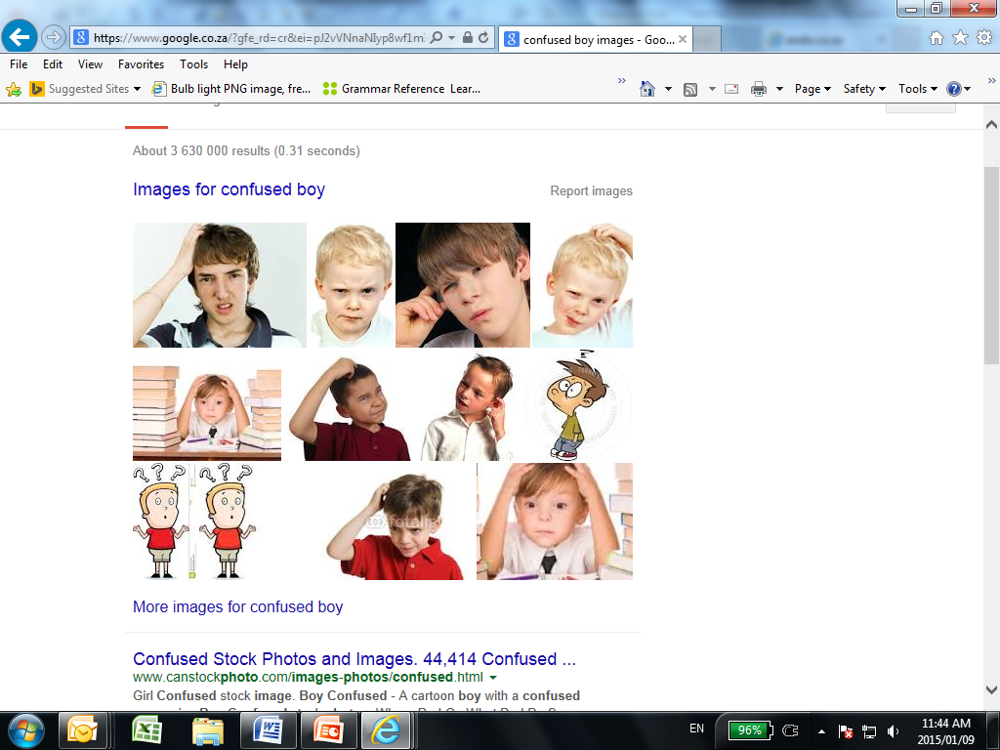 https://www.google.co.za/?gfe_rd=cr&ei=pJ2vVNnaNIyp8wf1m
confused boy images - Goo...
File Edit View Favorites Tools Help
Suggested Sites Bulb light PNG image, fre... Grammar Reference Lear... Page Safety Tools
About 3 630 000 results (0.31 seconds)
Images for confused boy Report images
fotolia
More images for confused boy
Confused Stock Photos and Images. 44,414 Confused ...
www.canstockphoto.com/images-photos/confused.html
Girl Confused stock image. Boy Confused - A cartoon boy with a confused
EN 96% 11:44 AM
2015/01/09